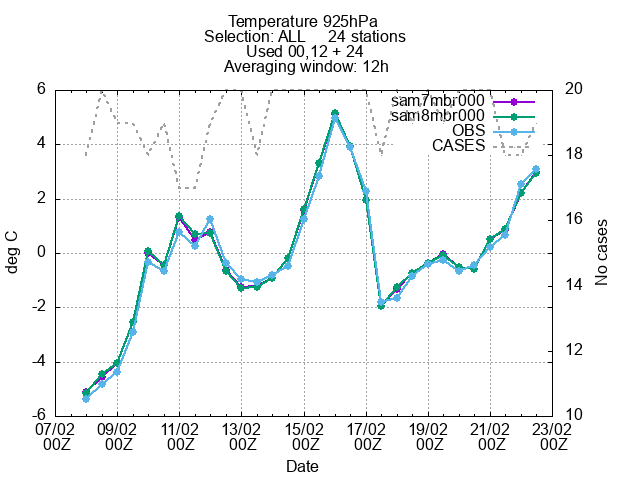 Temperature 925hPa
Selection: ALL 24 stations
Used 00,12 + 24
Averaging window: 12h
sam7mbr000
sam8mbr000
OBS
CASES
deg C
6
4
2
0
-2
-4
-6
No cases
20
18
16
14
12
10
07/02 09/02 11/02 13/02 15/02 17/02 19/02 21/02 23/02
00Z 00Z 00Z 00Z 00Z 00Z 00Z 00Z 00Z
Date